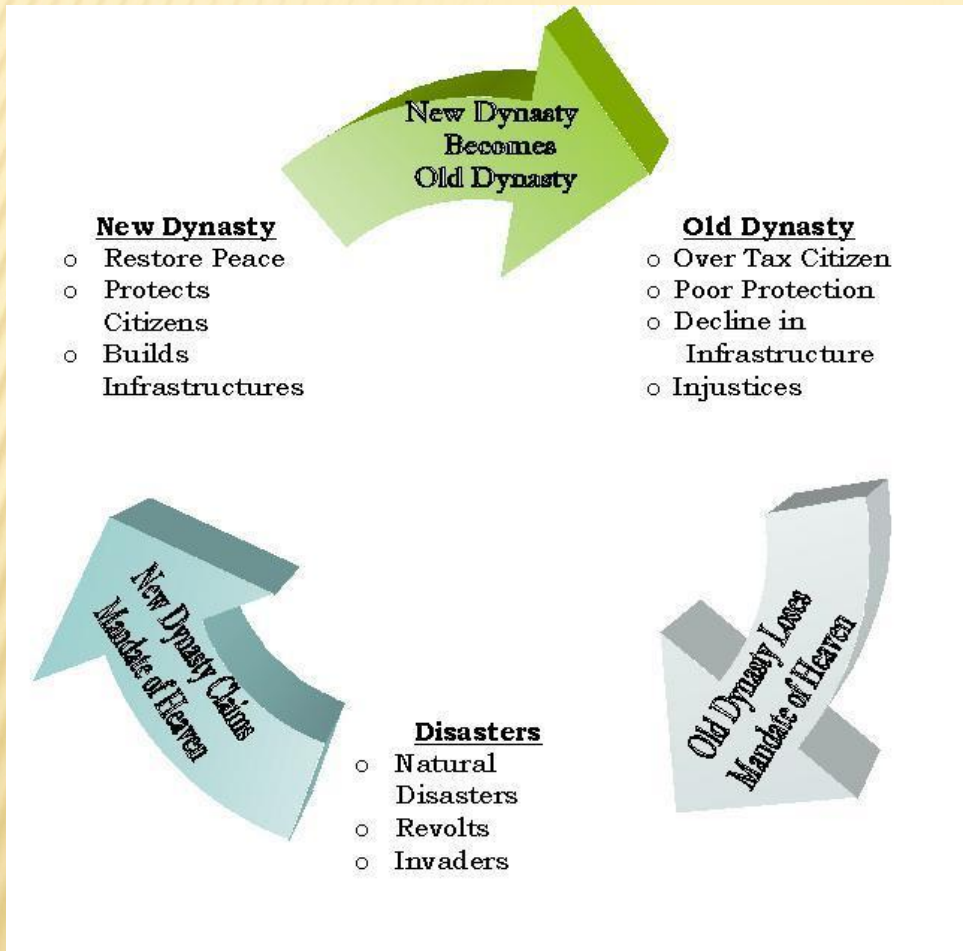 New Dynasty
Becomes
Old Dynasty
New Dynasty
o Restore Peace
o Protects
Citizens
o Builds
Infrastructures
Old Dynasty
o Over Tax Citizen
o Poor Protection
o Decline in
Infrastructure
o Injustices
Old Dynasty Loses
Mandate of Heaven
Disasters
o Natural
Disasters
o Revolts
o Invaders
New Dynasty Claims
Mandate of Heaven